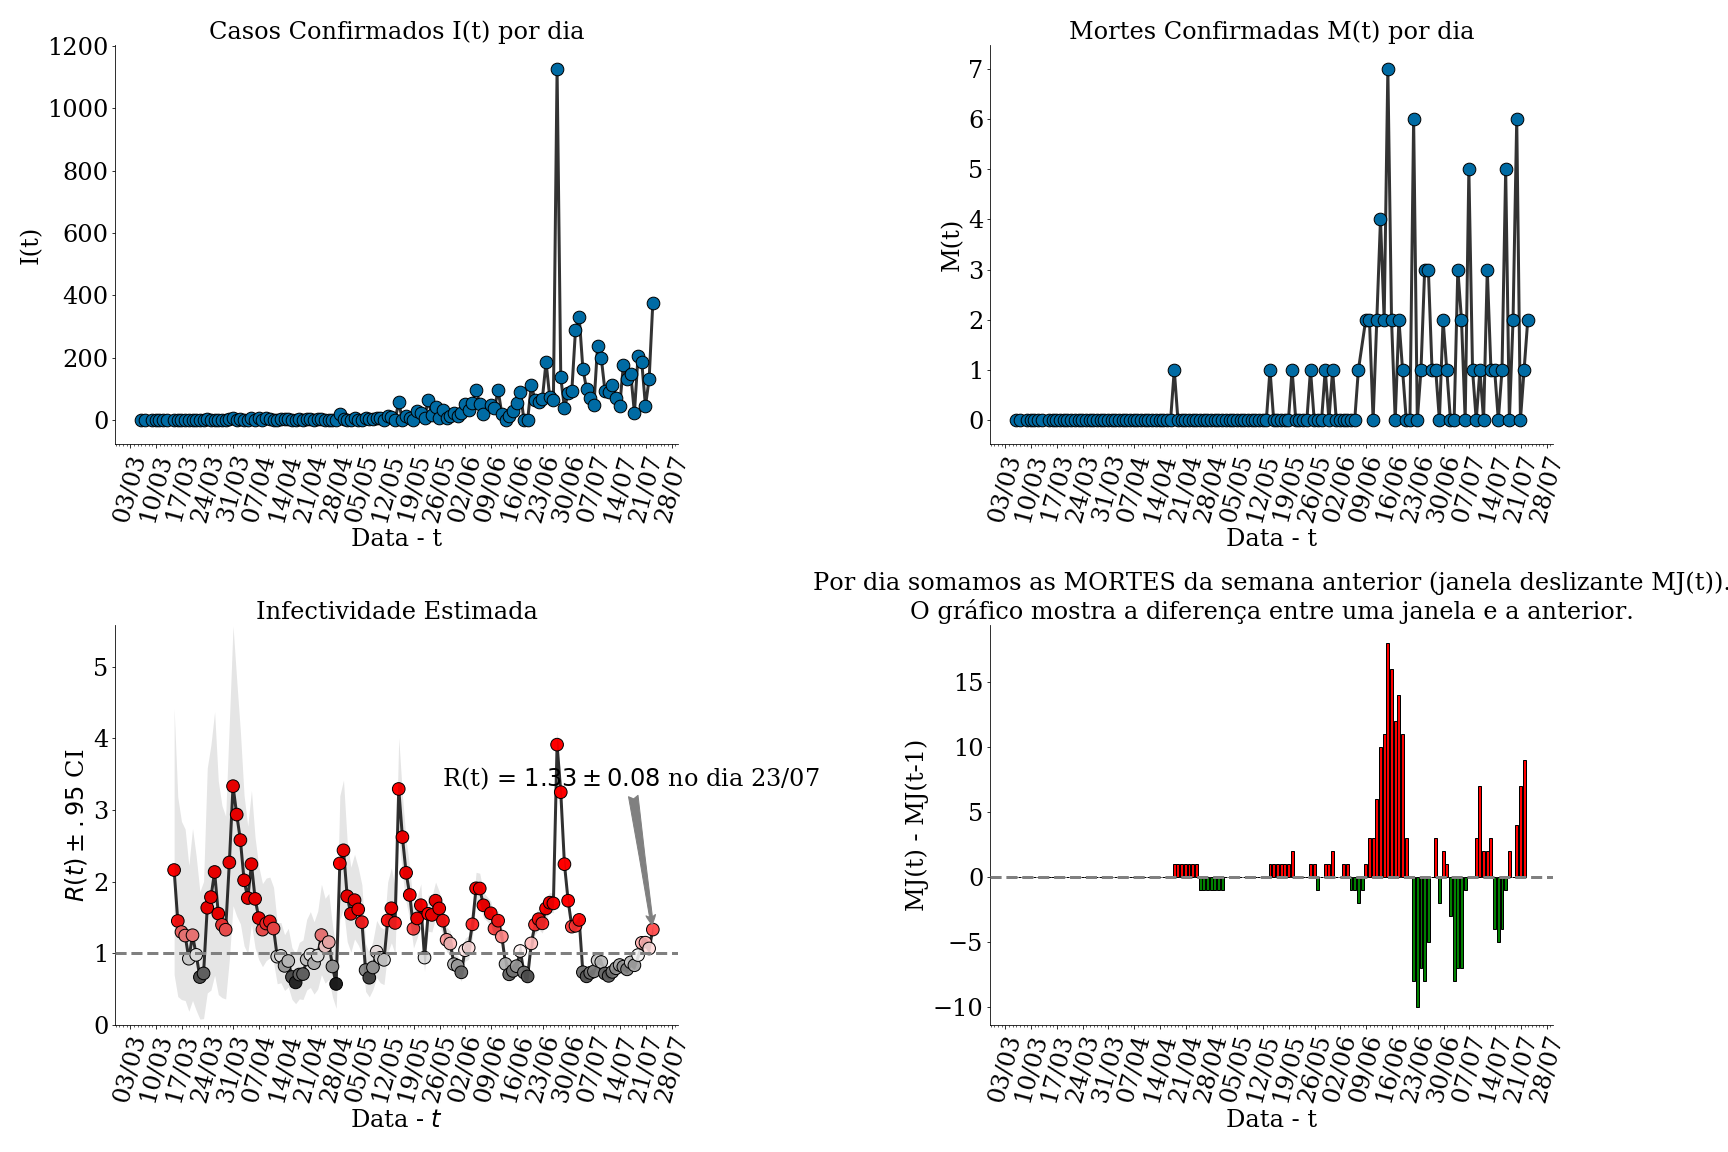 Casos Confirmados I(t) por dia
1200
1000
800
600
400
200
0
I(t)
03/03 10/03 17/03 24/03 31/03 07/04 14/04 21/04 28/04 05/05 12/05 19/05 26/05 02/06 09/06 16/06 23/06 30/06 07/07 14/07 21/07 28/07
Data - t
Mortes Confirmadas M(t) por dia
7
6
5
4
3
2
1
0
M(t)
03/03 10/03 17/03 24/03 31/03 07/04 14/04 21/04 28/04 05/05 12/05 19/05 26/05 02/06 09/06 16/06 23/06 30/06 07/07 14/07 21/07 28/07
Data - t
Infectividade Estimada
5
4
3
2
1
0
R(t) ± .95 CI
R(t) = 1.33 ± 0.08 no dia 23/07
03/03 10/03 17/03 24/03 31/03 07/04 14/04 21/04 28/04 05/05 12/05 19/05 26/05 02/06 09/06 16/06 23/06 30/06 07/07 14/07 21/07 28/07
Data - t
Por dia somamos as MORTES da semana anterior (janela deslizante MJ(t)).
O gráfico mostra a diferença entre uma janela e a anterior.
15
10
5
0
−5
−10
MJ(t) - MJ(t-1)
03/03 10/03 17/03 24/03 31/03 07/04 14/04 21/04 28/04 05/05 12/05 19/05 26/05 02/06 09/06 16/06 23/06 30/06 07/07 14/07 21/07 28/07
Data - t